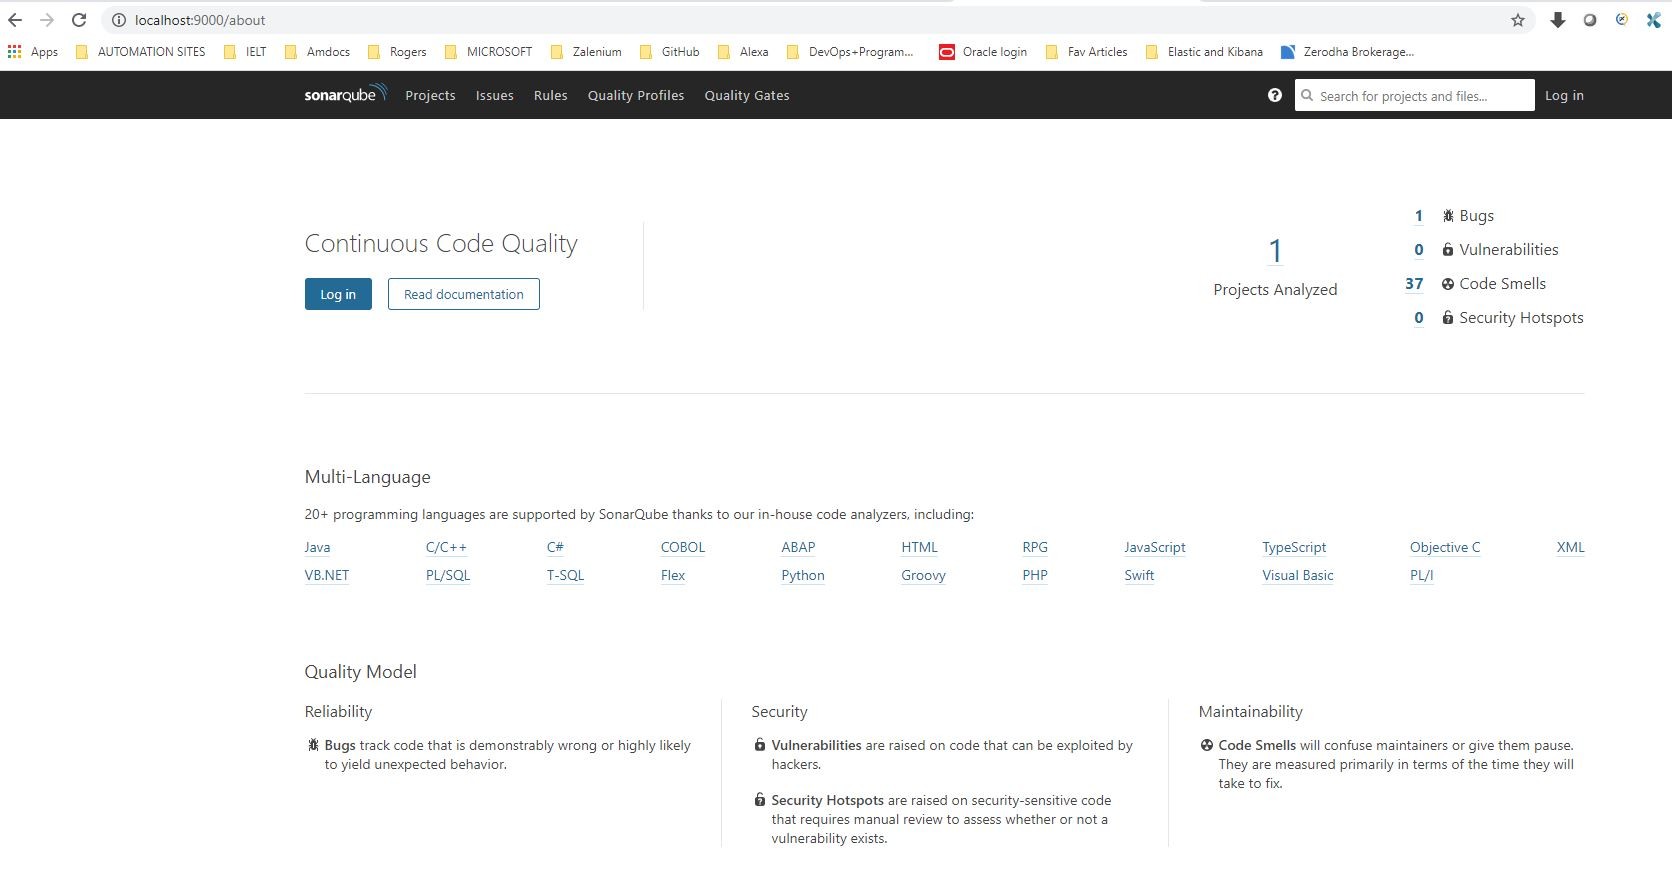 localhost:9000/about
Apps AUTOMATION SITES IELT Amdocs Rogers MICROSOFT Zalenium GitHub Alexa DevOps+Program... Oracle login Fav Articles Elastic and Kibana Zerodha Brokerage...
sonarqube Projects Issues Rules Quality Profiles Quality Gates Search for projects and files... Log in
Continuous Code Quality
Log in Read documentation
1
Projects Analyzed
1 Bugs
0 Vulnerabilities
37 Code Smells
0 Security Hotspots
Multi-Language
20+ programming languages are supported by SonarQube thanks to our in-house code analyzers, including:
Java C/C++ C# COBOL ABAP HTML RPG JavaScript TypeScript Objective C XML
VB.NET PL/SQL T-SQL Flex Python Groovy PHP Swift Visual Basic PL/I
Quality Model
Reliability
Bugs track code that is demonstrably wrong or highly likely
to yield unexpected behavior.
Security
Vulnerabilities are raised on code that can be exploited by
hackers.
Security Hotspots are raised on security-sensitive code
that requires manual review to assess whether or not a
vulnerability exists.
Maintainability
Code Smells will confuse maintainers or give them pause.
They are measured primarily in terms of the time they will
take to fix.